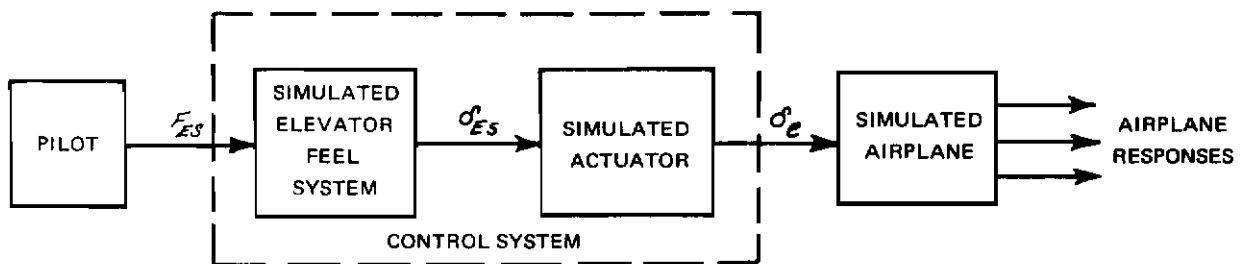 PILOT
F_ES
SIMULATED
ELEVATOR
FEEL
SYSTEM
δ_ES
SIMULATED
ACTUATOR
δ_e
SIMULATED
AIRPLANE
AIRPLANE
RESPONSES
CONTROL SYSTEM